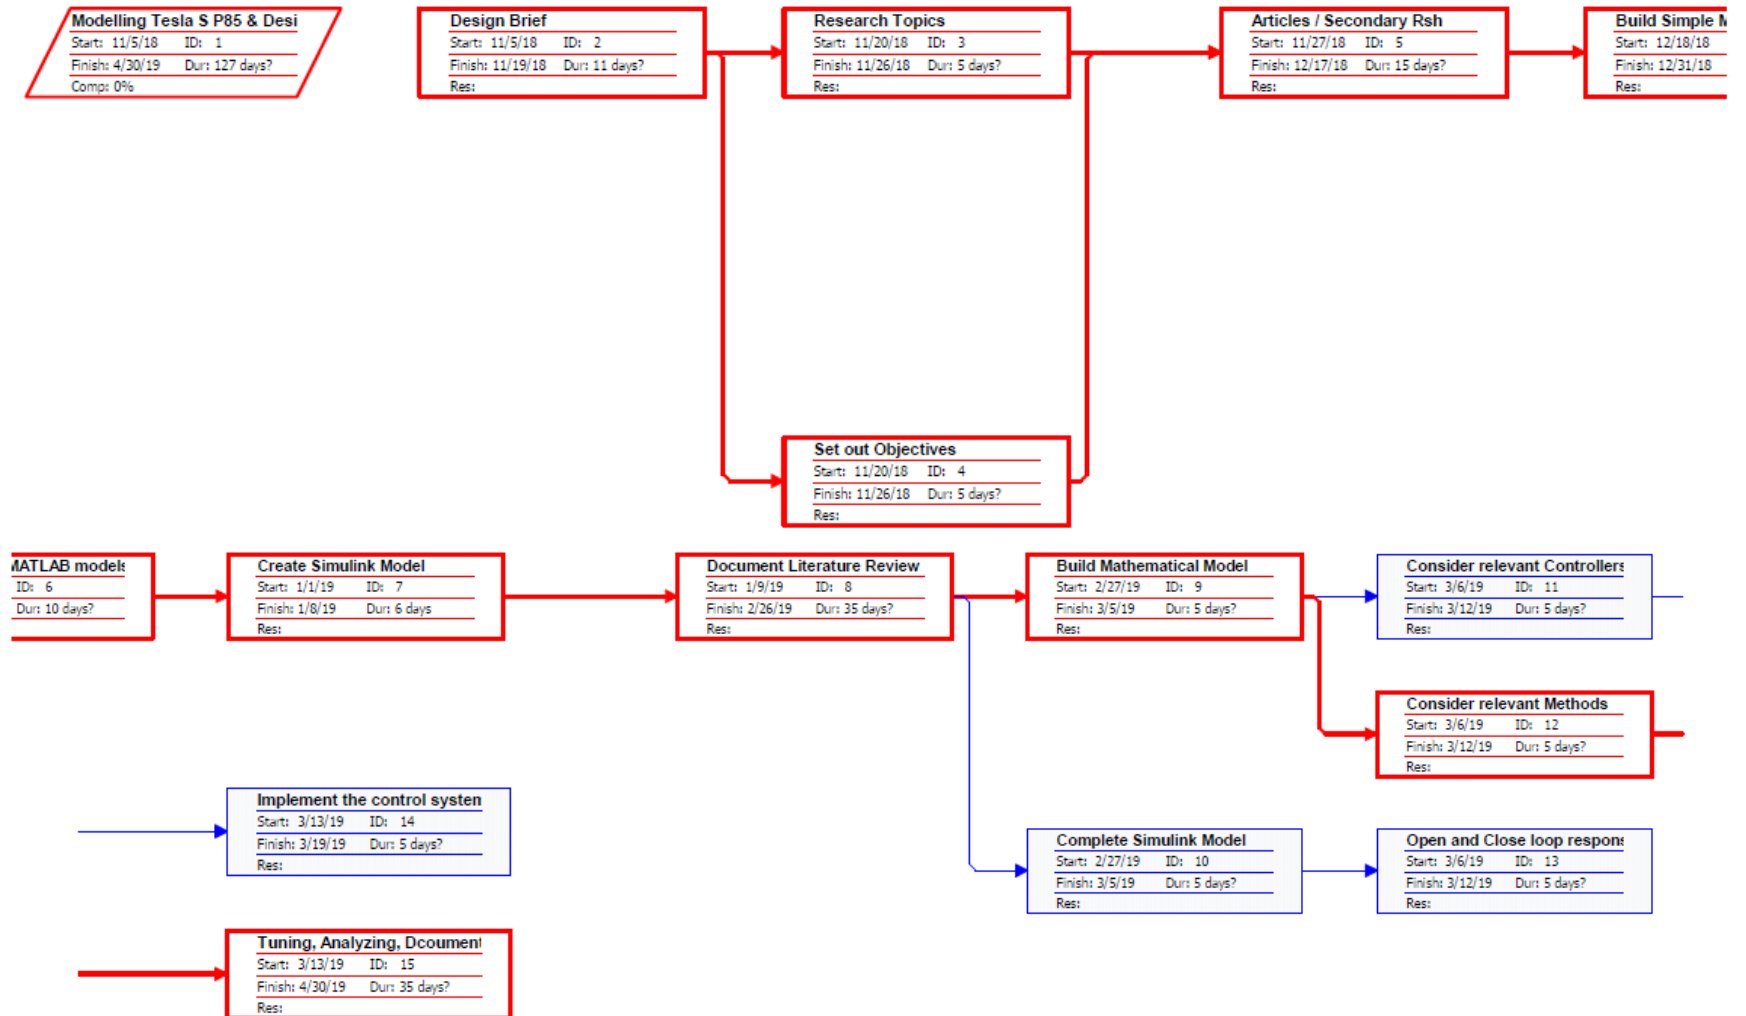 Modelling Tesla S P85 & Desi
Start: 11/5/18 ID: 1
Finish: 4/30/19 Dur: 127 days?
Comp: 0%
Design Brief
Start: 11/5/18 ID: 2
Finish: 11/19/18 Dur: 11 days?
Res:
Research Topics
Start: 11/20/18 ID: 3
Finish: 11/26/18 Dur: 5 days?
Res:
Articles / Secondary Rsh
Start: 11/27/18 ID: 5
Finish: 12/17/18 Dur: 15 days?
Res:
Build Simple M
Start: 12/18/18
Finish: 12/31/18
Res:
Set out Objectives
Start: 11/20/18 ID: 4
Finish: 11/26/18 Dur: 5 days?
Res:
MATLAB models
ID: 6
Dur: 10 days?
Create Simulink Model
Start: 1/1/19 ID: 7
Finish: 1/8/19 Dur: 6 days
Res:
Document Literature Review
Start: 1/9/19 ID: 8
Finish: 2/26/19 Dur: 35 days?
Res:
Build Mathematical Model
Start: 2/27/19 ID: 9
Finish: 3/5/19 Dur: 5 days?
Res:
Consider relevant Controllers
Start: 3/6/19 ID: 11
Finish: 3/12/19 Dur: 5 days?
Res:
Consider relevant Methods
Start: 3/6/19 ID: 12
Finish: 3/12/19 Dur: 5 days?
Res:
Implement the control system
Start: 3/13/19 ID: 14
Finish: 3/19/19 Dur: 5 days?
Res:
Complete Simulink Model
Start: 2/27/19 ID: 10
Finish: 3/5/19 Dur: 5 days?
Res:
Open and Close loop respons
Start: 3/6/19 ID: 13
Finish: 3/12/19 Dur: 5 days?
Res:
Tuning, Analyzing, Dcument
Start: 3/13/19 ID: 15
Finish: 4/30/19 Dur: 35 days?
Res: